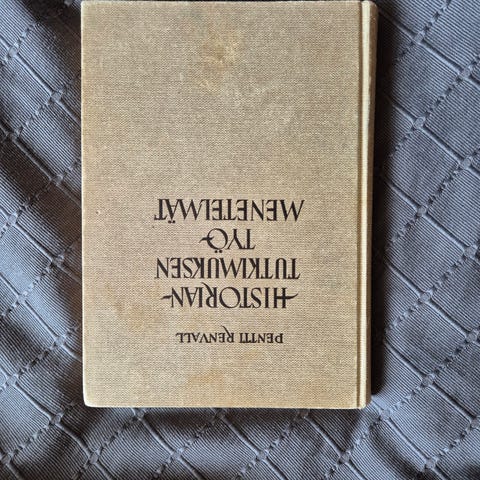 PENTTI RENVALL
HISTORIAN-
TUTKIMUKSEN
TYÖ-
MENETELMÄT